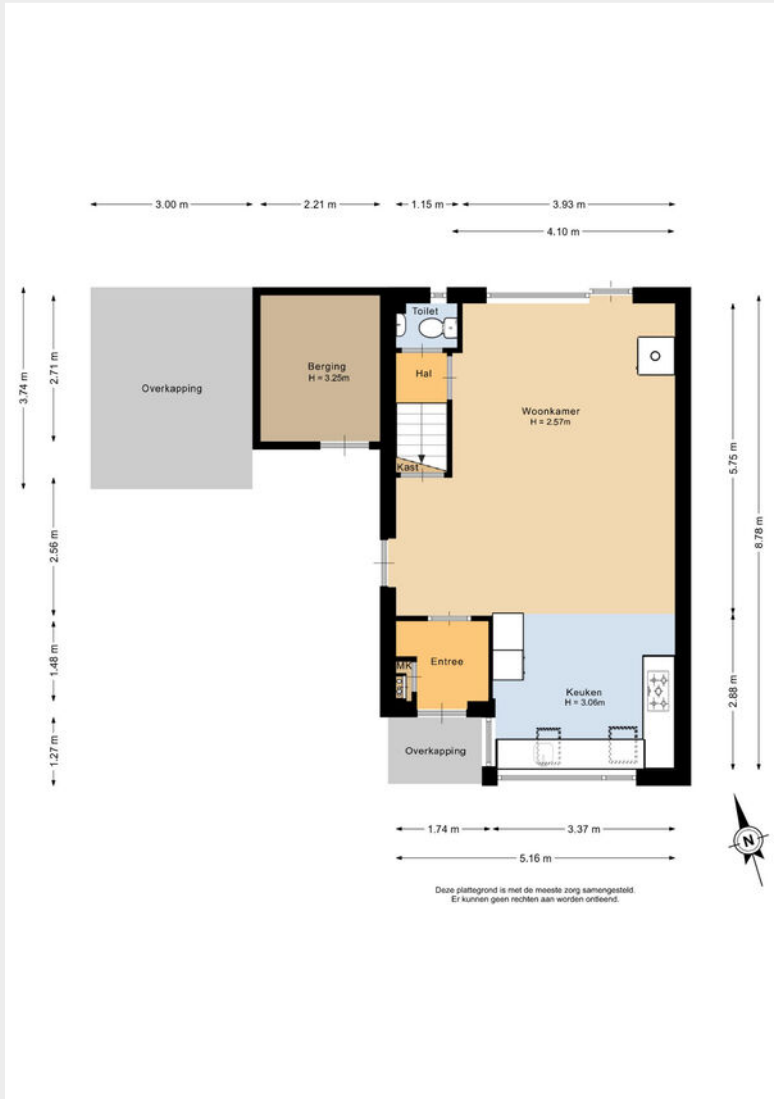 3.00 m
2.21 m
1.15 m
3.93 m
4.10 m
3.74 m
2.71 m
2.56 m
1.48 m
1.27 m
5.75 m
8.78 m
2.88 m
Toilet
Berging
H = 3.25m
Hal
Overkapping
Woonkamer
H = 2.57m
Kast
MK
Entree
Keuken
H = 3.06m
Overkapping
1.74 m
3.37 m
5.16 m
N
Deze plattegrond is met de meeste zorg samengesteld.
Er kunnen geen rechten aan worden ontleend.